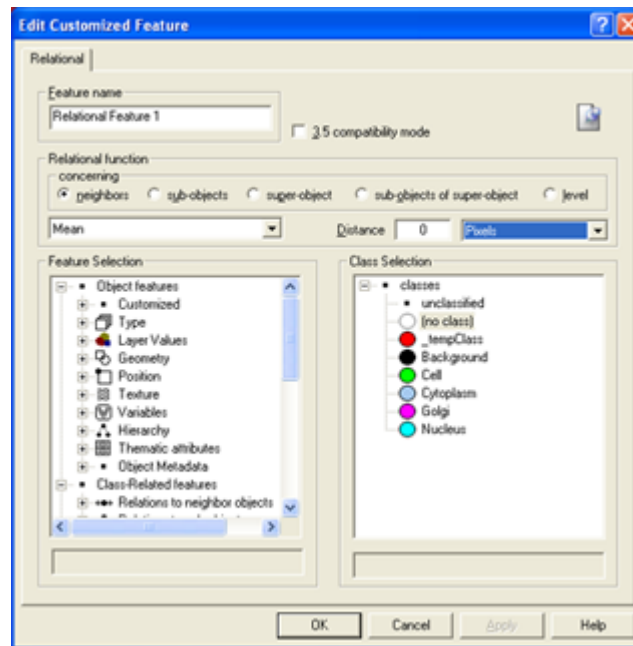 Edit Customized Feature
Relational
Feature name
Relational Feature 1
3.5 compatibility mode
Relational function
concerning
neighbors sub-objects super-object sub-objects of super-object level
Mean Distance 0 Pixels
Feature Selection
Object features
Customized
Type
Layer Values
Geometry
Position
Texture
Variables
Hierarchy
Thematic attributes
Object Metadata
Class-Related features
Relations to neighbor objects
Class Selection
classes
unclassified
(no class)
_tempClass
Background
Cell
Cytoplasm
Golgi
Nucleus
OK Cancel Apply Help